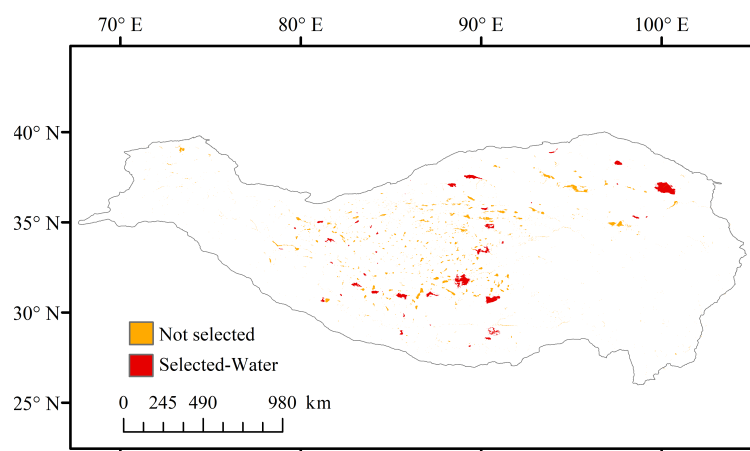 70° E 80° E 90° E 100° E
40° N
35° N
30° N
25° N
Not selected
Selected-Water
0 245 490 980 km